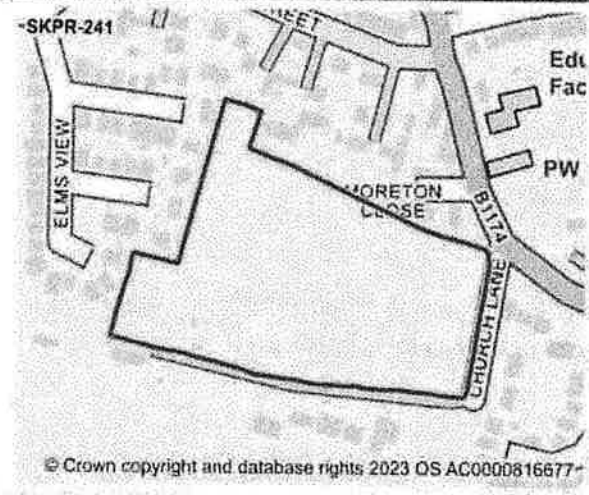 -SKPR-241
REET
Edu
Fac
ELMS VIEW
MORETON
CLOSE
PW
B1174
CHURCH LANE
© Crown copyright and database rights 2023 OS AC0000816677